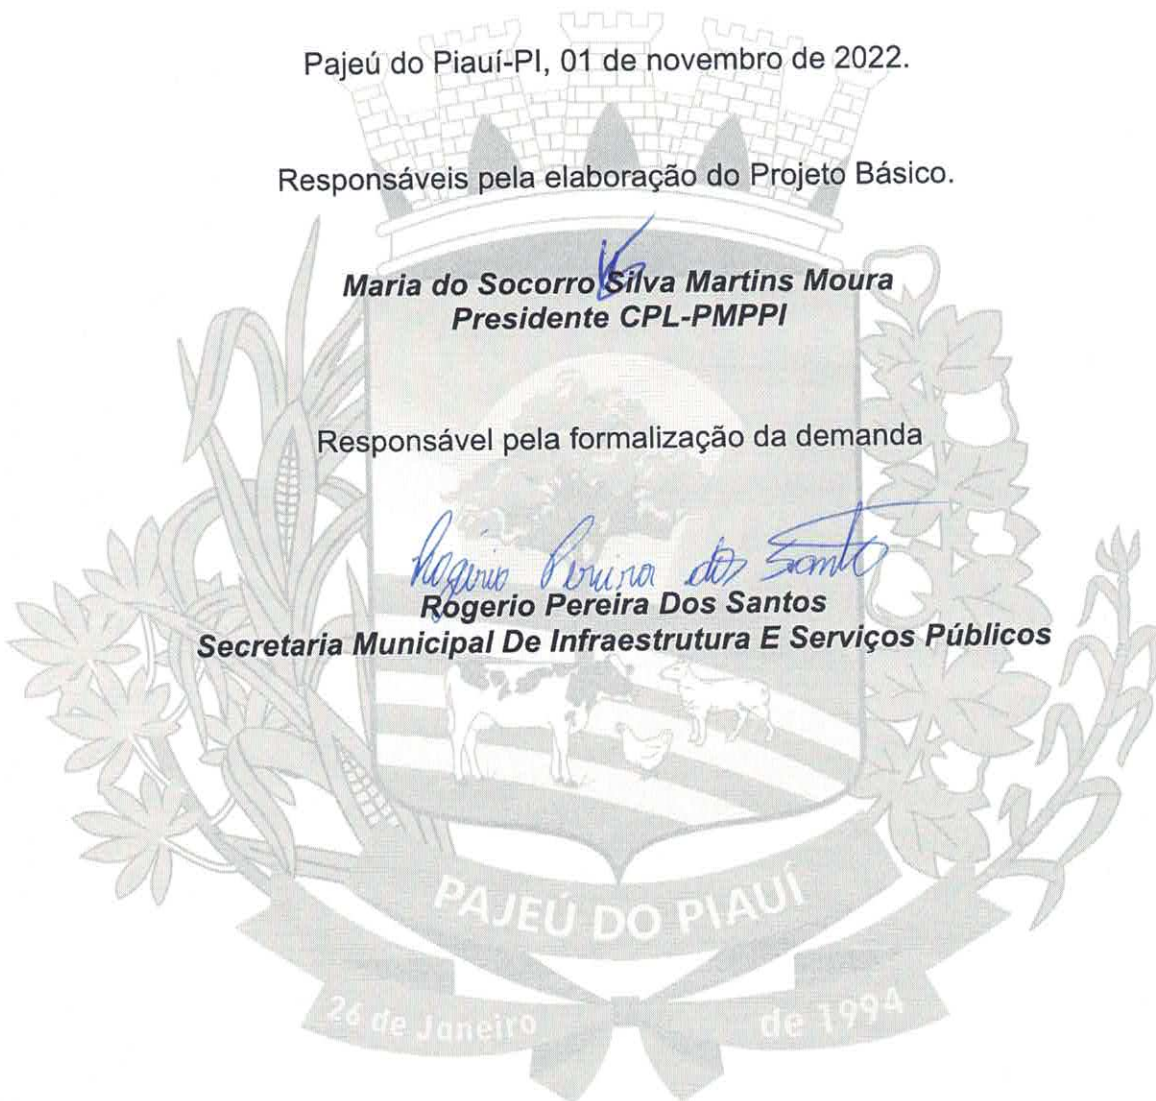 Pajeú do Piauí-PI, 01 de novembro de 2022.
Responsáveis pela elaboração do Projeto Básico.
Maria do Socorro Silva Martins Moura
Presidente CPL-PMPPI
Responsável pela formalização da demanda
Rogério Pereira dos Santo
Rogerio Pereira Dos Santos
Secretaria Municipal De Infraestrutura E Serviços Públicos
PAJEÚ DO PIAUÍ
26 de Janeiro de 1994